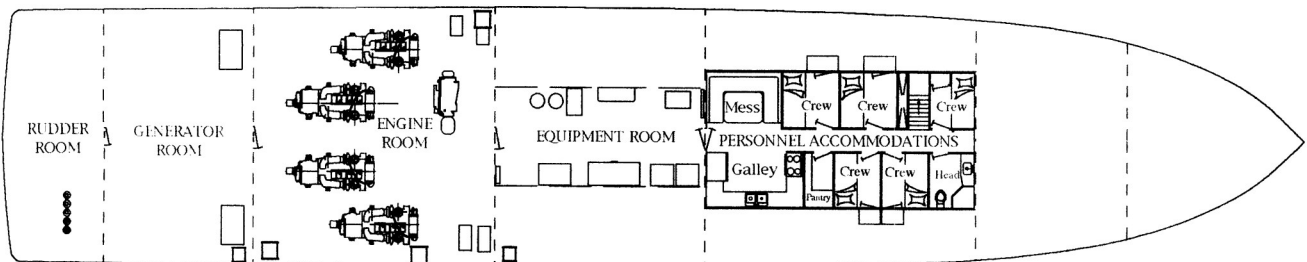 Mess
Crew
Crew
Crew
RUDDER
ROOM
GENERATOR
ROOM
ENGINE
ROOM
EQUIPMENT ROOM
PERSONNEL ACCOMMODATIONS
Galley
Pantry
Crew
Crew
Head